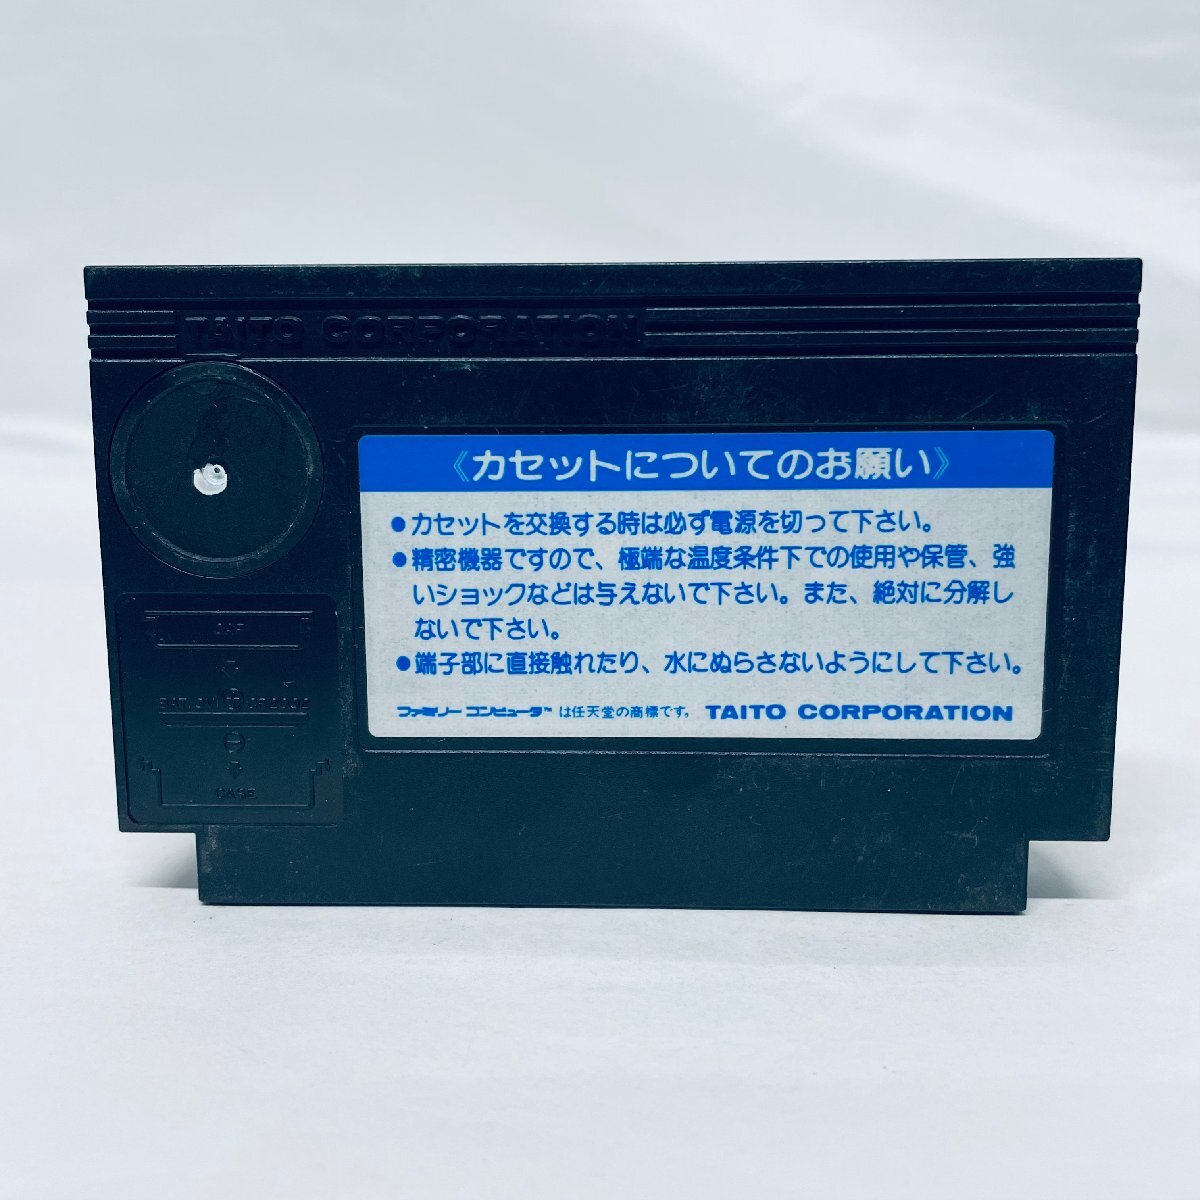 TAITO CORPORATION
《カセットについてのお願い》
●カセットを交換する時は必ず電源を切って下さい。
●精密機器ですので、極端な温度条件下での使用や保管、強
いショックなどは与えないで下さい。また、絶対に分解し
ないで下さい。
●端子部に直接触れたり、水にぬらさないようにして下さい。
ファミリーコンピュータ™は任天堂の商標です。 TAITO CORPORATION
CASE